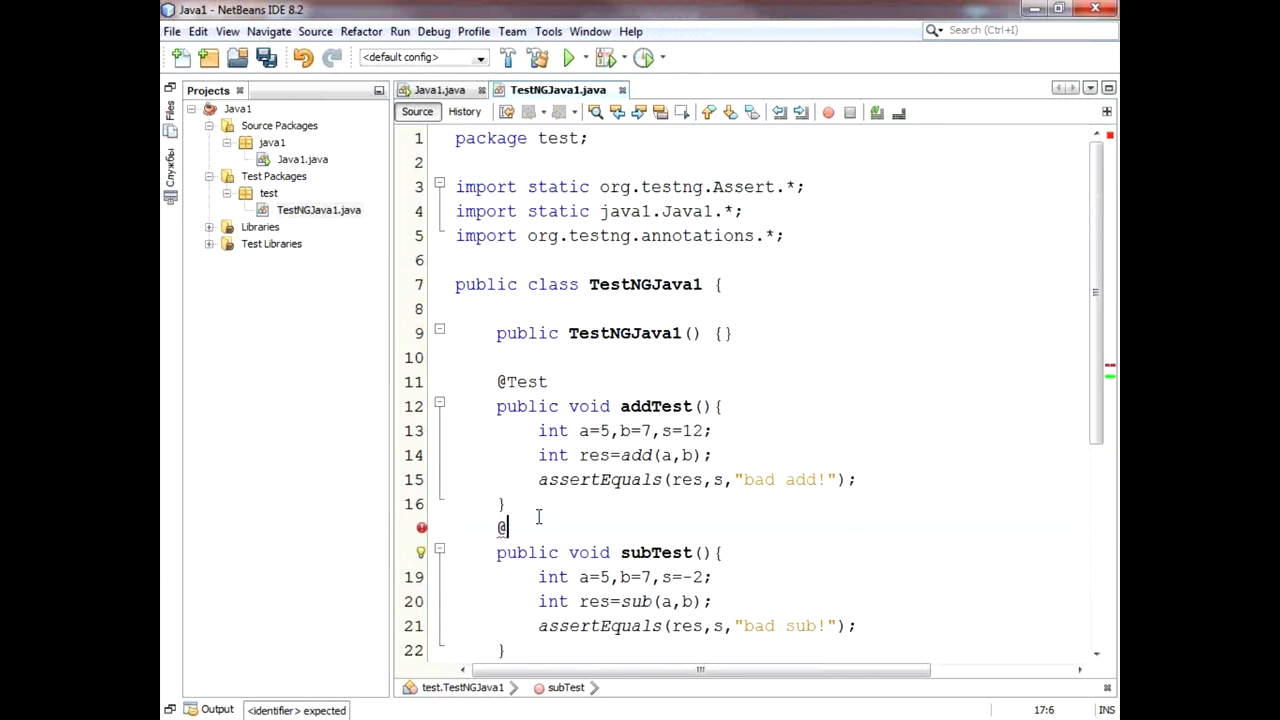 Java1 - NetBeans IDE 8.2
File Edit View Navigate Source Refactor Run Debug Profile Team Tools Window Help
Search (Ctrl+I)
<default config>
Projects
Java1.java TestNGJava1.java
Source History
Файлы
Службы
Java1
Source Packages
java1
Java1.java
Test Packages
test
TestNGJava1.java
Libraries
Test Libraries
1 package test;
2
3 import static org.testng.Assert.*;
4 import static java1.Java1.*;
5 import org.testng.annotations.*;
6
7 public class TestNGJava1 {
8
9 public TestNGJava1() {}
10
11 @Test
12 public void addTest(){
13 int a=5,b=7,s=12;
14 int res=add(a,b);
15 assertEquals(res,s,"bad add!");
16 }
@
public void subTest(){
19 int a=5,b=7,s=-2;
20 int res=sub(a,b);
21 assertEquals(res,s,"bad sub!");
22 }
test.TestNGJava1 subTest
Output <identifier> expected 17:6 INS